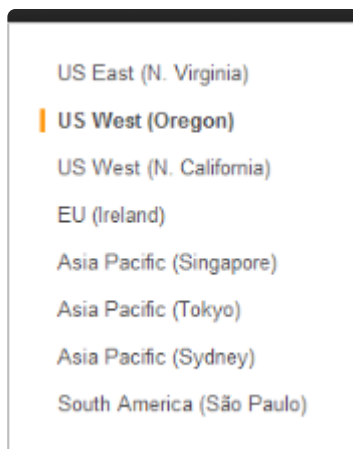 US East (N. Virginia)
US West (Oregon)
US West (N. California)
EU (Ireland)
Asia Pacific (Singapore)
Asia Pacific (Tokyo)
Asia Pacific (Sydney)
South America (São Paulo)